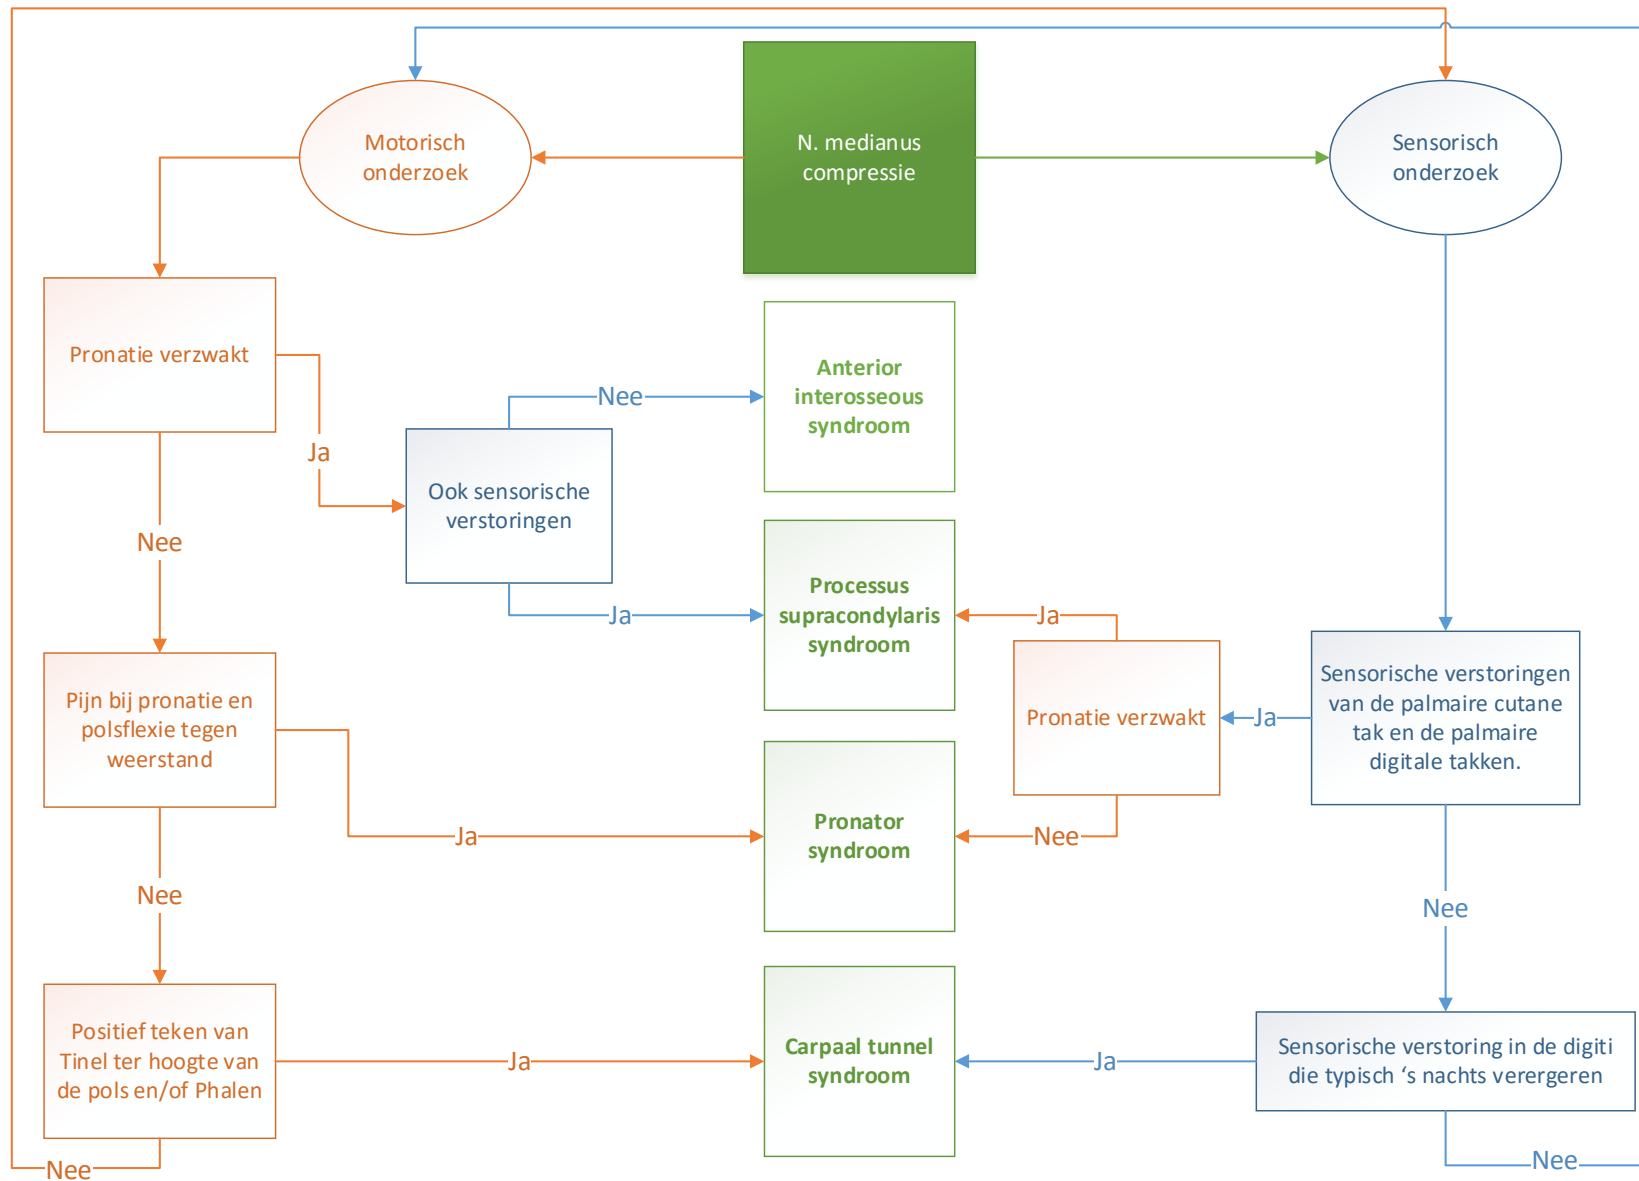 Motorisch
onderzoek
N. medianus
compressie
Sensorisch
onderzoek
Pronatie verzwakt
Ja
Nee
Ook sensorische
verstoringen
Nee
Ja
Anterior
interosseous
syndroom
Processus
supracondylaris
syndroom
Ja
Pronatie verzwakt
Nee
Ja
Sensorische verstoringen
van de palmaire cutane
tak en de palmaire
digitale takken.
Pijn bij pronatie en
polsflexie tegen
weerstand
Ja
Pronator
syndroom
Nee
Nee
Positief teken van
Tinel ter hoogte van
de pols en/of Phalen
Ja
Carpaal tunnel
syndroom
Ja
Sensorische verstoring in de digiti
die typisch ‘s nachts verergeren
Nee
Nee